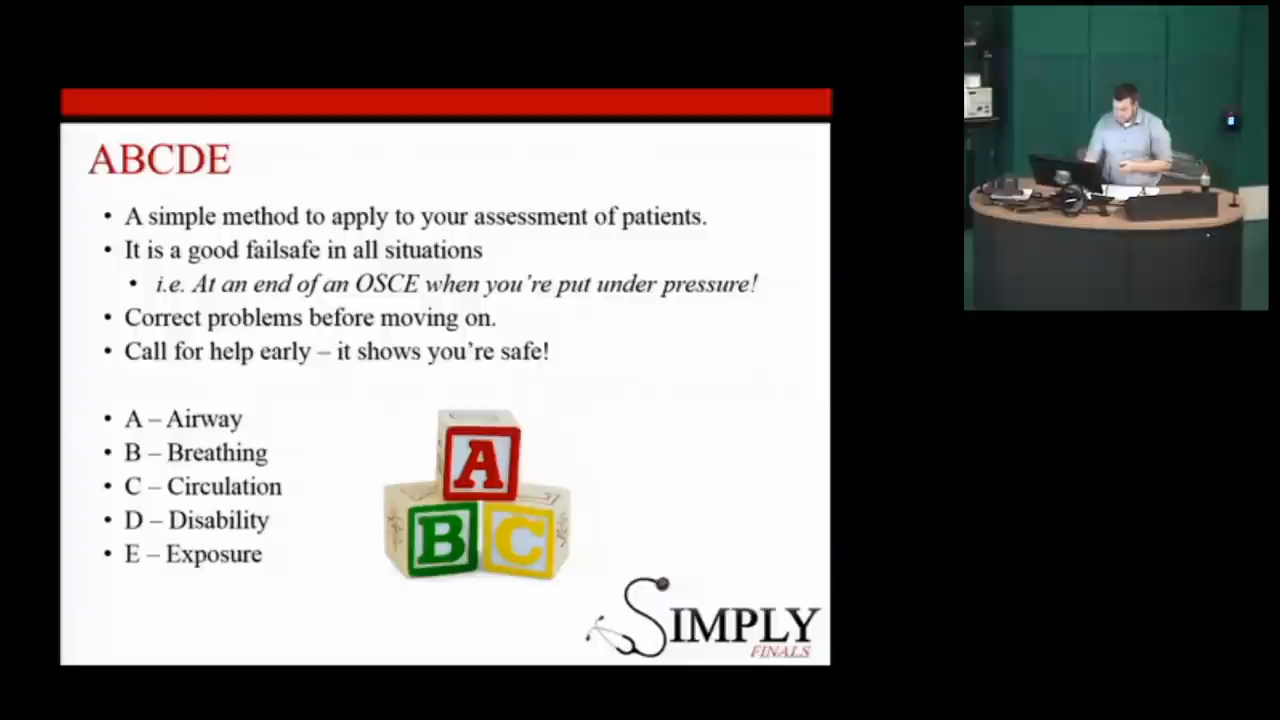 ABCDE
• A simple method to apply to your assessment of patients.
• It is a good failsafe in all situations
• i.e. At an end of an OSCE when you're put under pressure!
• Correct problems before moving on.
• Call for help early – it shows you're safe!
• A – Airway
• B – Breathing
• C – Circulation
• D – Disability
• E – Exposure
A
B C
SIMPLY
FINALS